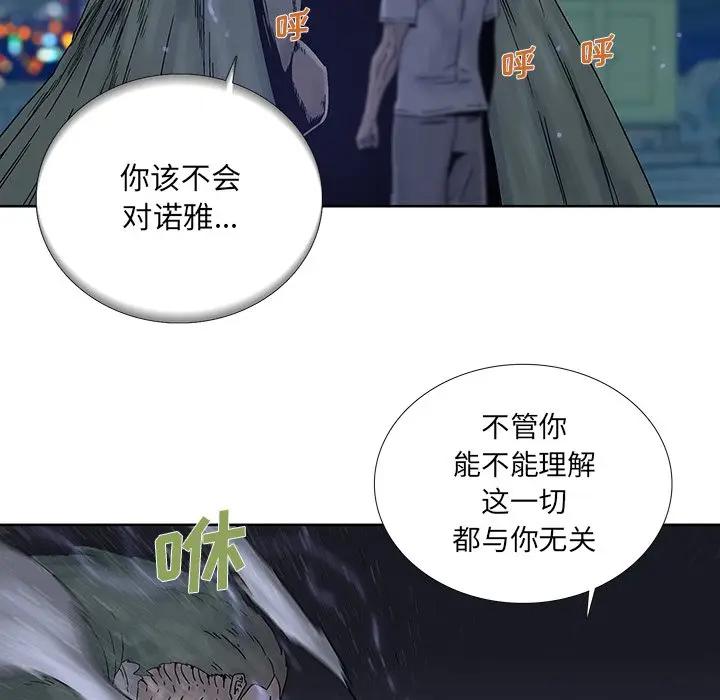 呼
呼
呼
你该不会
对诺雅...
不管你
能不能理解
这一切
都与你无关
咻